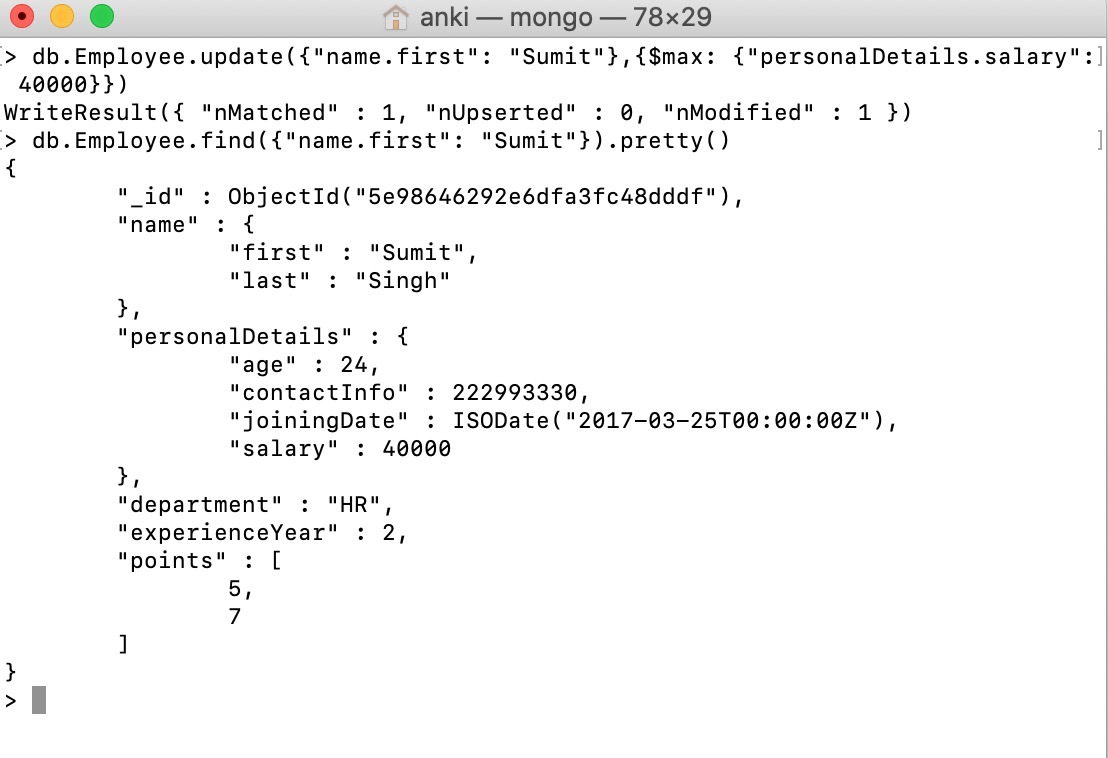 anki — mongo — 78×29
> db.Employee.update({"name.first": "Sumit"},{$max: {"personalDetails.salary":
 40000}})
WriteResult({ "nMatched" : 1, "nUpserted" : 0, "nModified" : 1 })
> db.Employee.find({"name.first": "Sumit"}).pretty()
{
        "_id" : ObjectId("5e98646292e6dfa3fc48dddf"),
        "name" : {
                "first" : "Sumit",
                "last" : "Singh"
        },
        "personalDetails" : {
                "age" : 24,
                "contactInfo" : 222993330,
                "joiningDate" : ISODate("2017-03-25T00:00:00Z"),
                "salary" : 40000
        },
        "department" : "HR",
        "experienceYear" : 2,
        "points" : [
                5,
                7
        ]
}
>